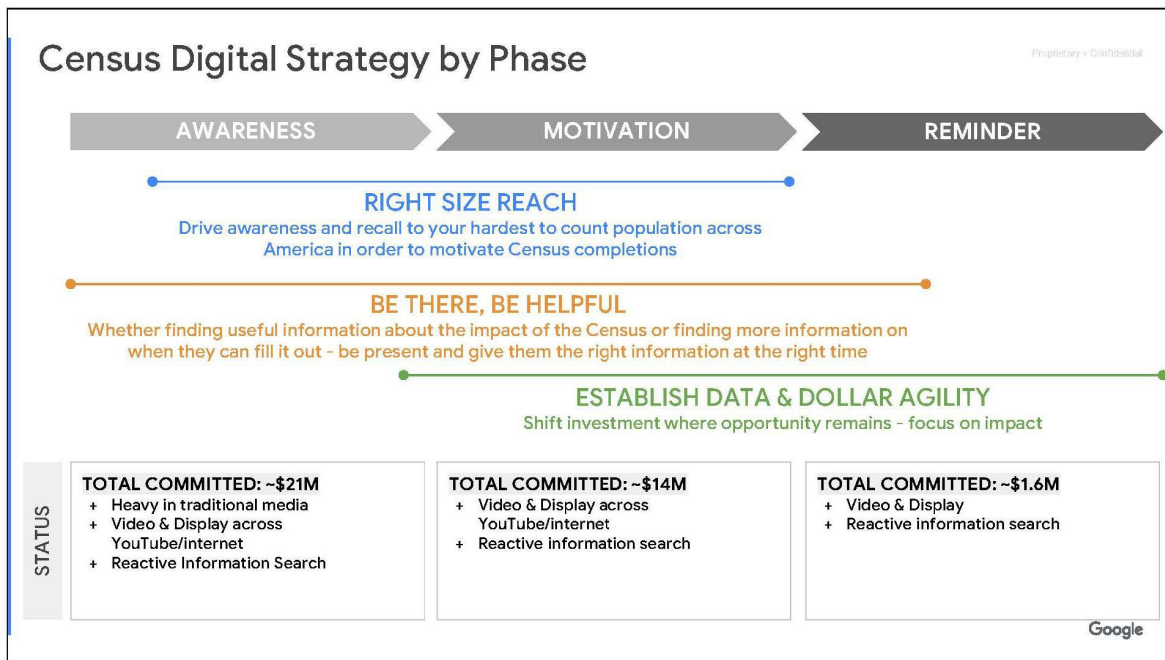 Census Digital Strategy by Phase
Proprietary + Confidential
AWARENESS
MOTIVATION
REMINDER
RIGHT SIZE REACH
Drive awareness and recall to your hardest to count population across
America in order to motivate Census completions
BE THERE, BE HELPFUL
Whether finding useful information about the impact of the Census or finding more information on
when they can fill it out - be present and give them the right information at the right time
ESTABLISH DATA & DOLLAR AGILITY
Shift investment where opportunity remains - focus on impact
STATUS
TOTAL COMMITTED: ~$21M
+ Heavy in traditional media
+ Video & Display across
YouTube/internet
+ Reactive Information Search
TOTAL COMMITTED: ~$14M
+ Video & Display across
YouTube/internet
+ Reactive information search
TOTAL COMMITTED: ~$1.6M
+ Video & Display
+ Reactive information search
Google